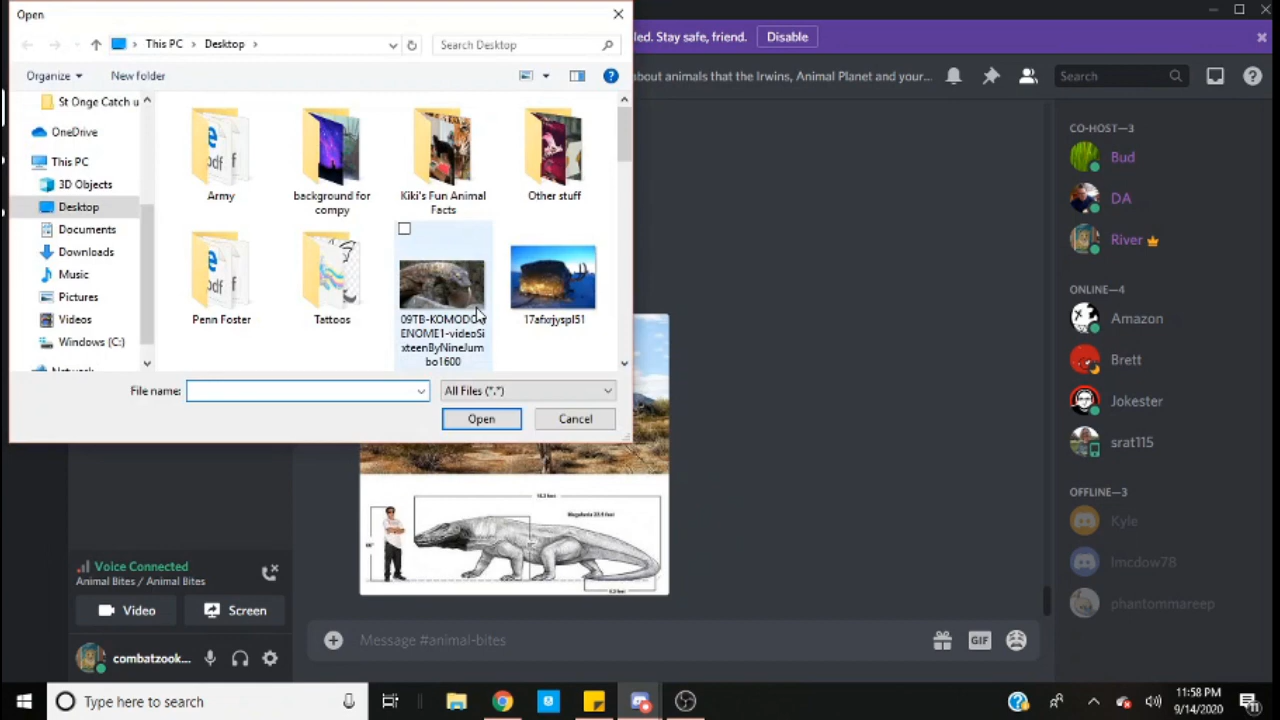 Open
This PC
Desktop
Search Desktop
Organize
New folder
St Onge Catch u
OneDrive
This PC
3D Objects
Desktop
Documents
Downloads
Music
Pictures
Videos
Windows (C:)
Army
background for
compy
Kiki's Fun Animal
Facts
Other stuff
Penn Foster
Tattoos
ENOME1-videoSi
xteenByNineJum
bo1600
17afxrjyspl51
File name:
All Files (*.*)
Open
Cancel
led. Stay safe, friend.
Disable
about animals that the Irwins, Animal Planet and your...
Search
CO-HOST—3
Bud
DA
River
ONLINE—4
Amazon
Brett
Jokester
srat115
OFFLINE—3
Kyle
lmcdow78
phantommareep
Voice Connected
Animal Bites / Animal Bites
Video
Screen
combatzook...
Message #animal-bites
GIF
Type here to search
11:58 PM
9/14/2020